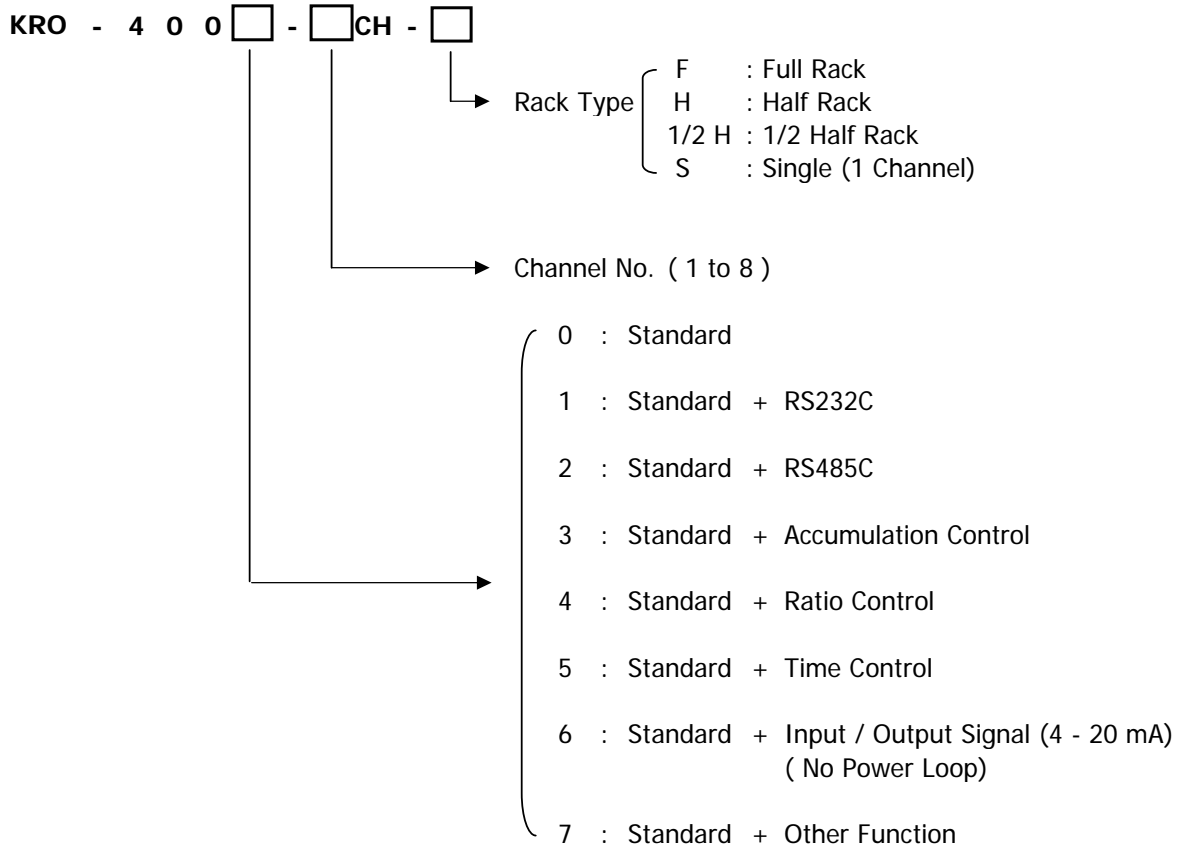 KRO - 4 0 0 - CH -
F : Full Rack
Rack Type H : Half Rack
1/2 H : 1/2 Half Rack
S : Single (1 Channel)
Channel No. ( 1 to 8 )
0 : Standard
1 : Standard + RS232C
2 : Standard + RS485C
3 : Standard + Accumulation Control
4 : Standard + Ratio Control
5 : Standard + Time Control
6 : Standard + Input / Output Signal (4 - 20 mA)
( No Power Loop)
7 : Standard + Other Function